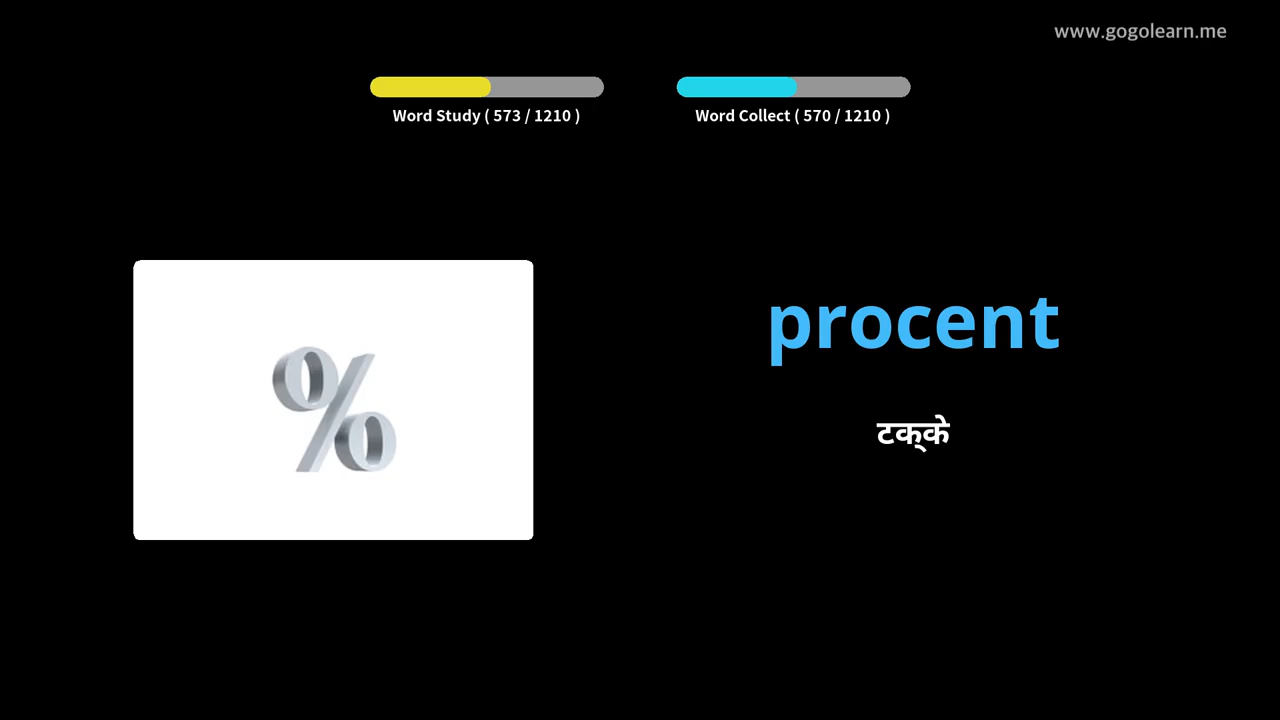 www.gogolearn.me
Word Study ( 573 / 1210 )
Word Collect ( 570 / 1210 )
%
procent
टक्के